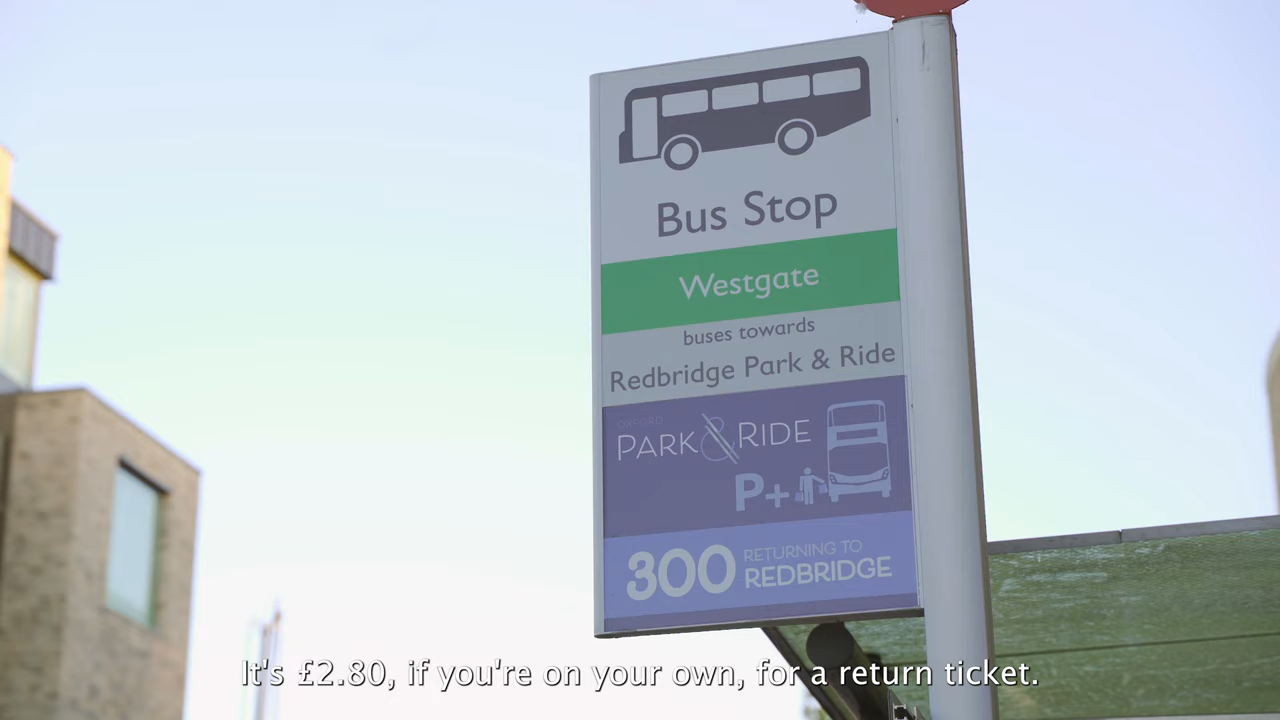 Bus Stop
Westgate
buses towards
Redbridge Park & Ride
OXFORD
PARK & RIDE
P+
300 RETURNING TO
REDBRIDGE
It's £2.80, if you're on your own, for a return ticket.